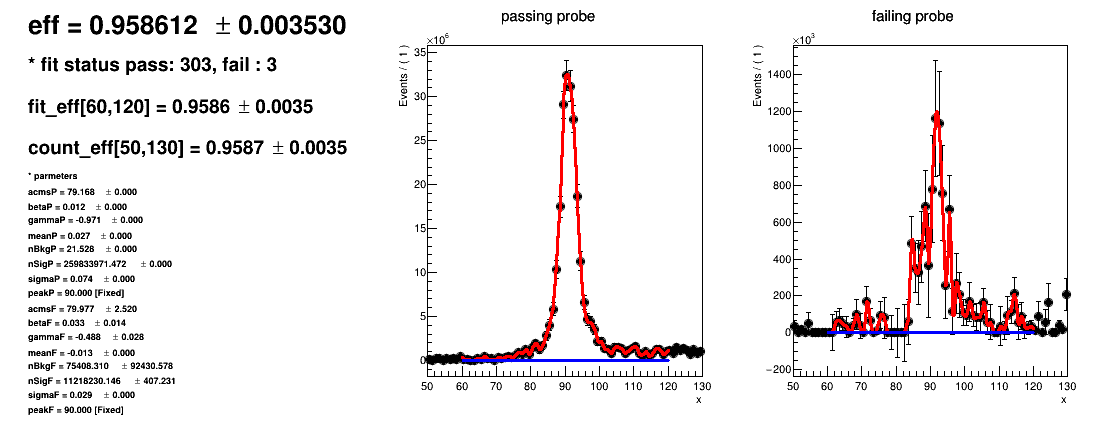 eff = 0.958612 ± 0.003530
* fit status pass: 303, fail : 3
fit_eff[60,120] = 0.9586 ± 0.0035
count_eff[50,130] = 0.9587 ± 0.0035
* parmeters
acmsP = 79.168 ± 0.000
betaP = 0.012 ± 0.000
gammaP = -0.971 ± 0.000
meanP = 0.027 ± 0.000
nBkgP = 21.528 ± 0.000
nSigP = 259833971.472 ± 0.000
sigmaP = 0.074 ± 0.000
peakP = 90.000 [Fixed]
acmsF = 79.977 ± 2.520
betaF = 0.033 ± 0.014
gammaF = -0.488 ± 0.028
meanF = -0.013 ± 0.000
nBkgF = 75408.310 ± 92430.578
nSigF = 11218230.146 ± 407.231
sigmaF = 0.029 ± 0.000
peakF = 90.000 [Fixed]
passing probe
×10⁶
Events / ( 1 )
35
30
25
20
15
10
5
0
50 60 70 80 90 100 110 120 130
x
failing probe
×10³
Events / ( 1 )
1400
1200
1000
800
600
400
200
0
−200
50 60 70 80 90 100 110 120 130
x